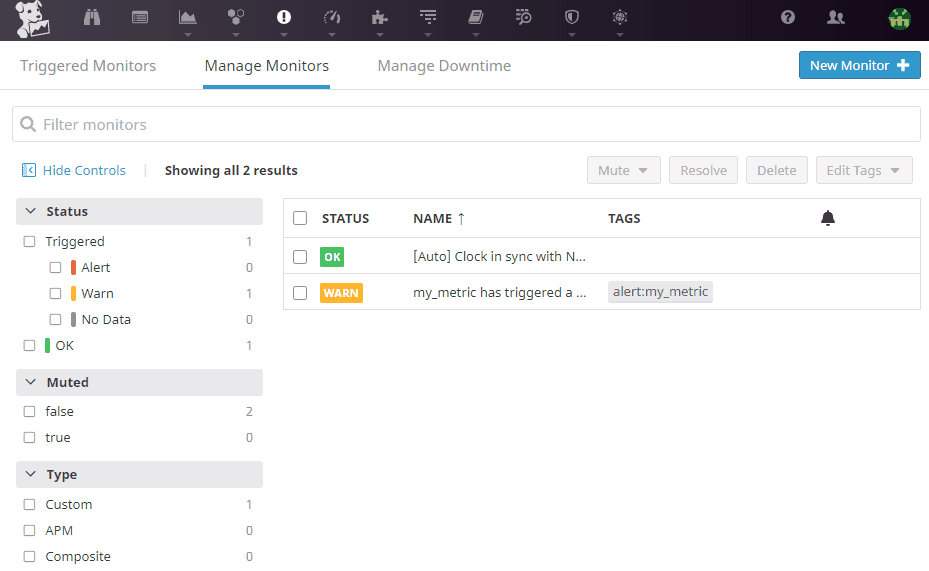 Triggered Monitors Manage Monitors Manage Downtime New Monitor +
Filter monitors
Hide Controls Showing all 2 results Mute Resolve Delete Edit Tags
Status
Triggered 1
Alert 0
Warn 1
No Data 0
OK 1
Muted
false 2
true 0
Type
Custom 1
APM 0
Composite 0
STATUS NAME ↑ TAGS
OK [Auto] Clock in sync with N...
WARN my_metric has triggered a ... alert:my_metric